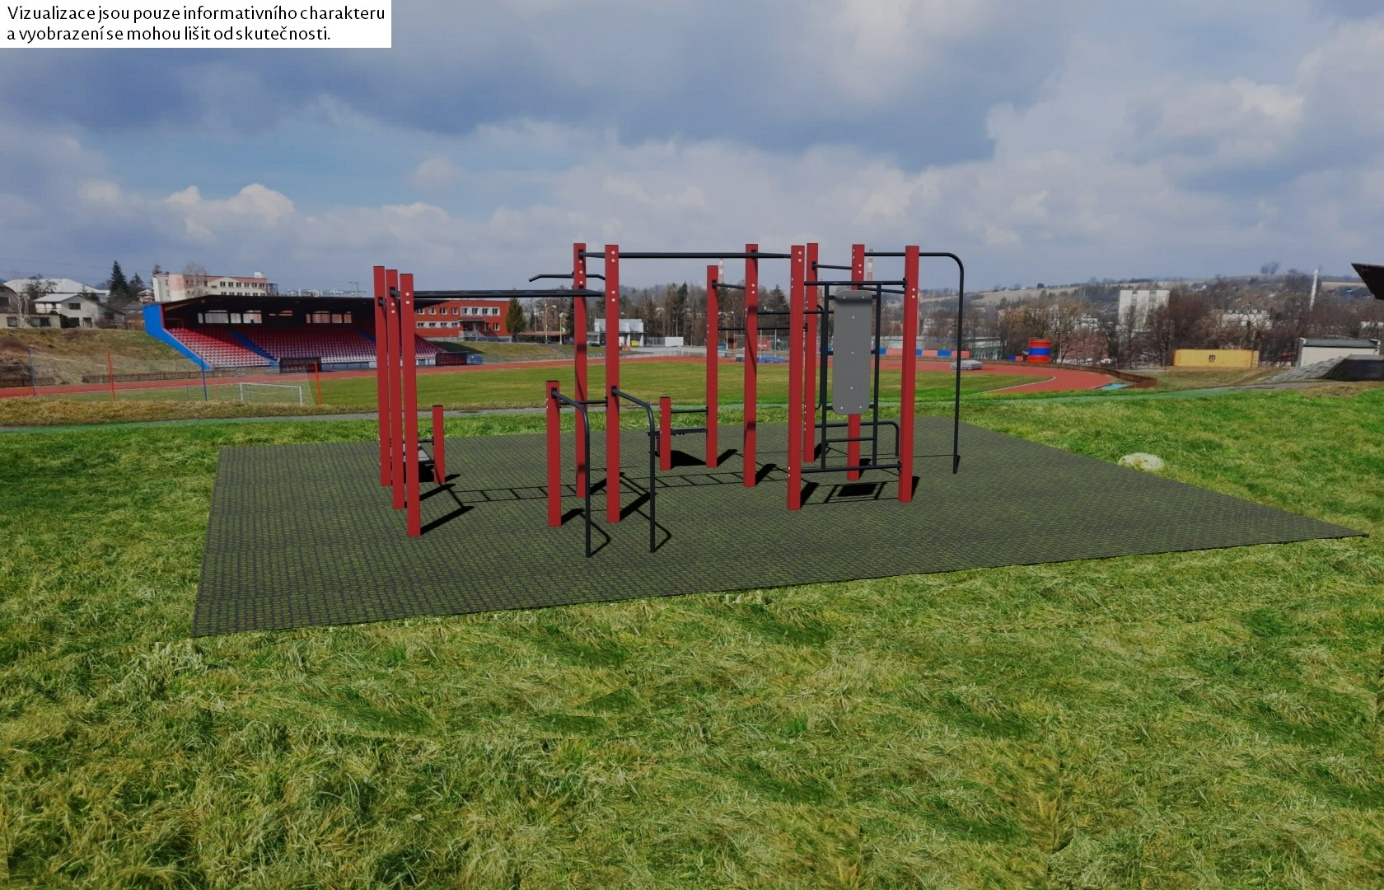 Vizualizace jsou pouze informativního charakteru
a vyobrazení se mohou lišit od skutečnosti.